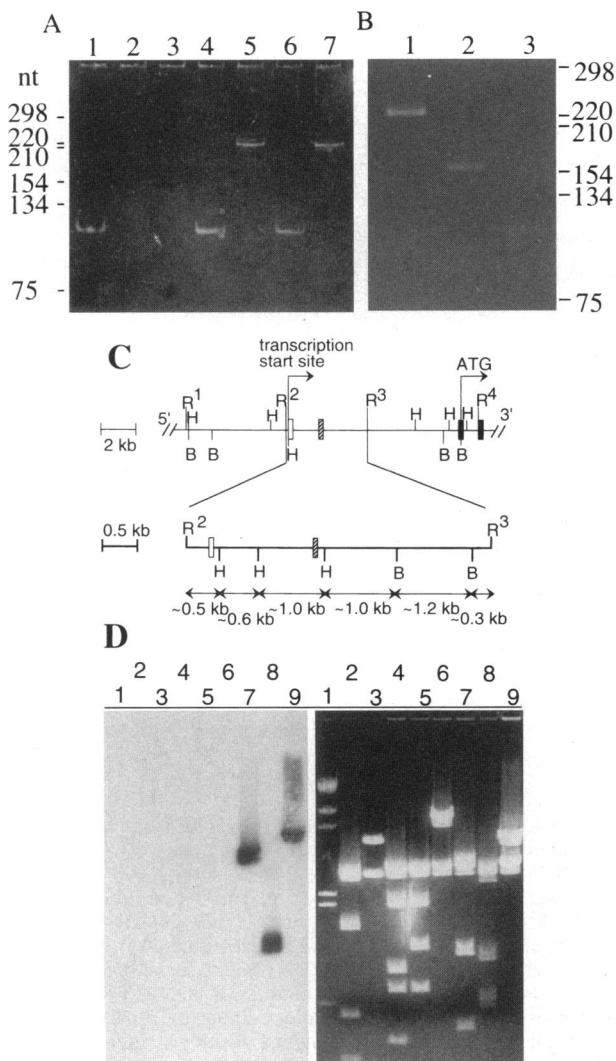 A
1 2 3 4 5 6 7
nt
298 -
220 -
210 -
154 -
134 -
75 -
B
1 2 3
- 298
- 220
- 210
- 154
- 134
- 75
C
transcription
start site
ATG
R1 H H R2 R3 H H H R4
5' 3'
2 kb
B B H B B
0.5 kb
R2 R3
H H H B B
~0.5 kb ~0.6 kb ~1.0 kb ~1.0 kb ~1.2 kb ~0.3 kb
D
2 4 6 8
1 3 5 7 9
2 4 6 8
1 3 5 7 9